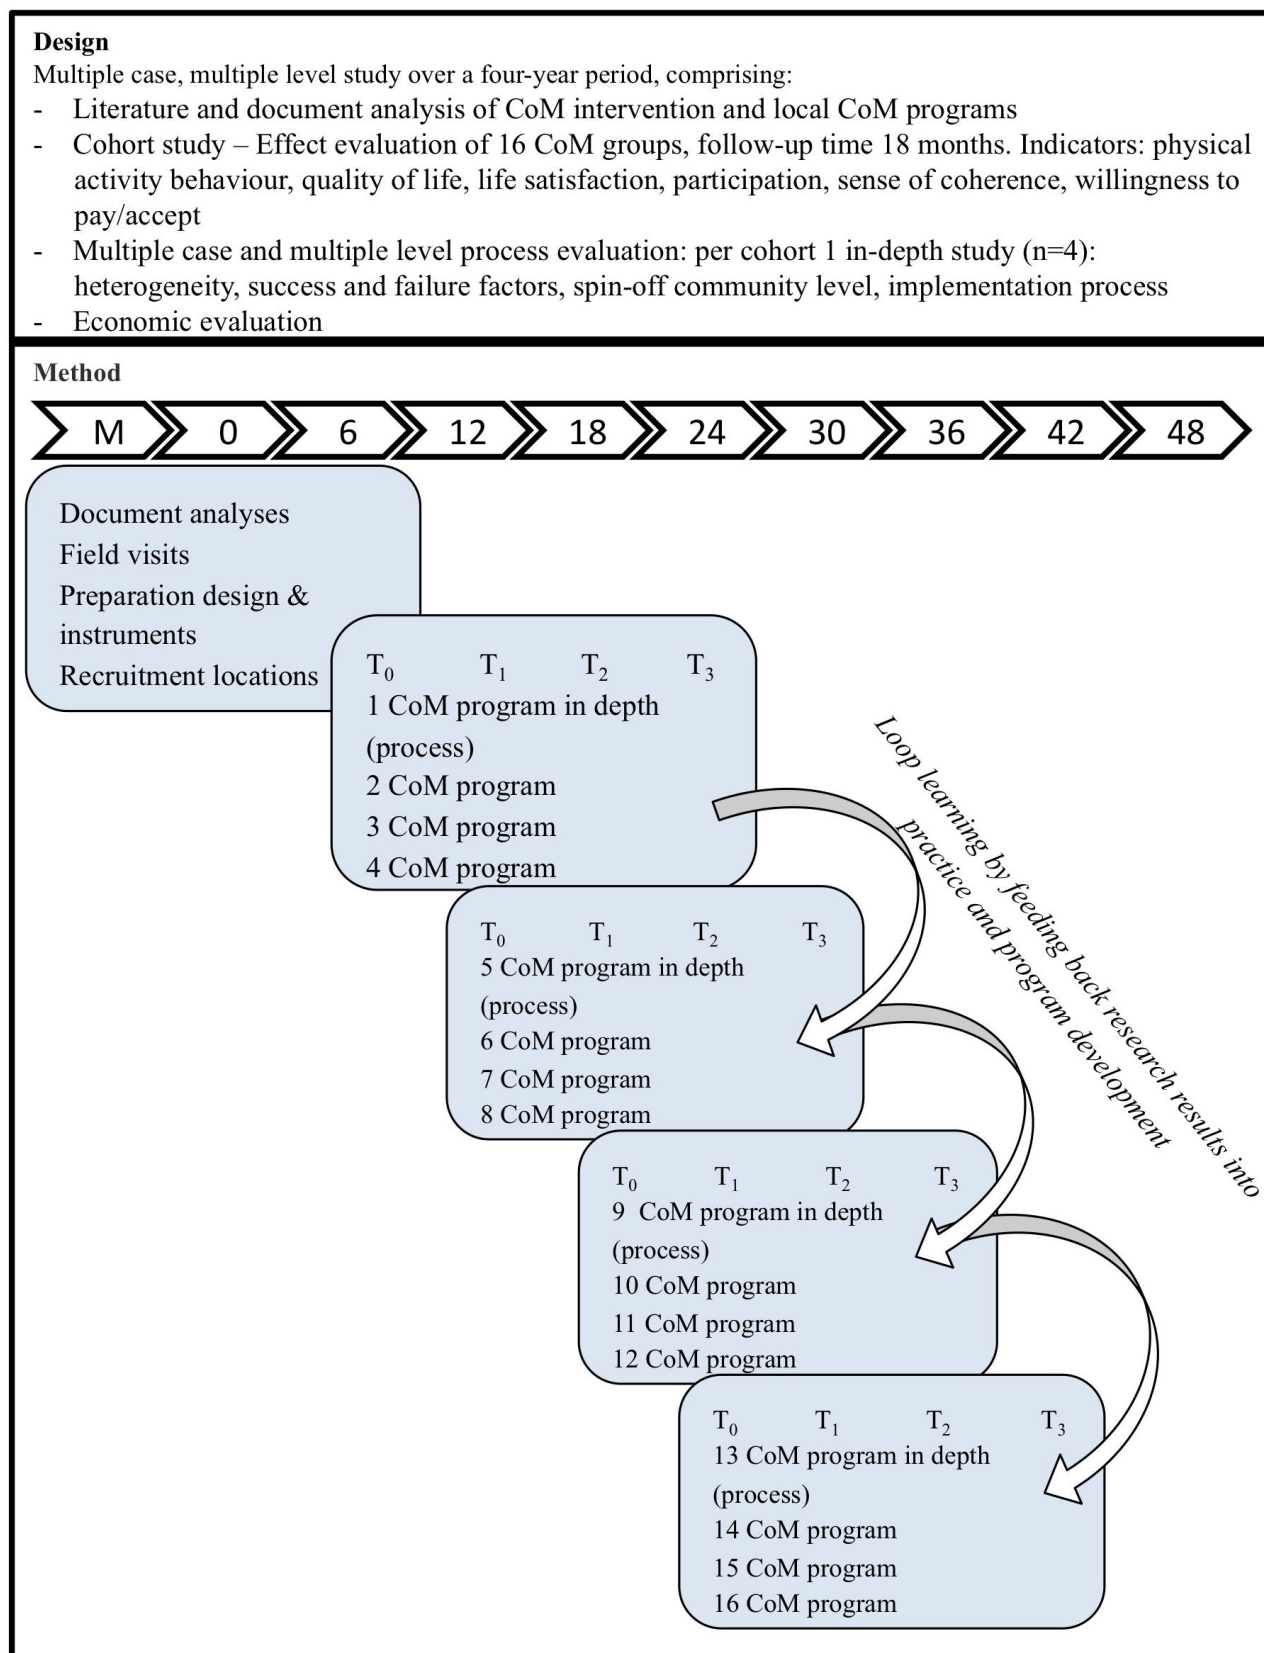 Design
Multiple case, multiple level study over a four-year period, comprising:
- Literature and document analysis of CoM intervention and local CoM programs
- Cohort study – Effect evaluation of 16 CoM groups, follow-up time 18 months. Indicators: physical
activity behaviour, quality of life, life satisfaction, participation, sense of coherence, willingness to
pay/accept
- Multiple case and multiple level process evaluation: per cohort 1 in-depth study (n=4):
heterogeneity, success and failure factors, spin-off community level, implementation process
- Economic evaluation
Method
M 0 6 12 18 24 30 36 42 48
Document analyses
Field visits
Preparation design &
instruments
Recruitment locations
T0 T1 T2 T3
1 CoM program in depth
(process)
2 CoM program
3 CoM program
4 CoM program
T0 T1 T2 T3
5 CoM program in depth
(process)
6 CoM program
7 CoM program
8 CoM program
T0 T1 T2 T3
9 CoM program in depth
(process)
10 CoM program
11 CoM program
12 CoM program
T0 T1 T2 T3
13 CoM program in depth
(process)
14 CoM program
15 CoM program
16 CoM program
Loop learning by feeding back research results into
practice and program development